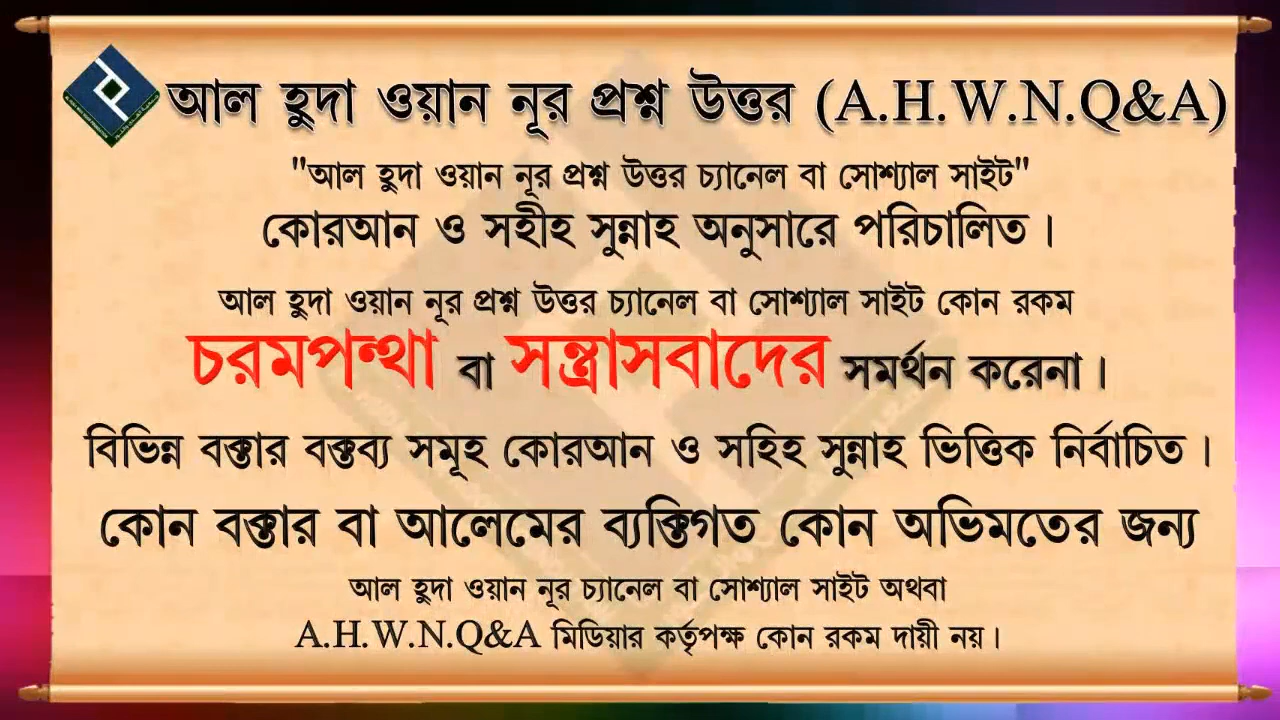 আল হুদা ওয়ান নূর প্রশ্ন উত্তর (A.H.W.N.Q&A)
"আল হুদা ওয়ান নূর প্রশ্ন উত্তর চ্যানেল বা সোশ্যাল সাইট"
কোরআন ও সহীহ সুন্নাহ অনুসারে পরিচালিত।
আল হুদা ওয়ান নূর প্রশ্ন উত্তর চ্যানেল বা সোশ্যাল সাইট কোন রকম
চরমপন্থা বা সন্ত্রাসবাদের সমর্থন করেনা।
বিভিন্ন বক্তার বক্তব্য সমূহ কোরআন ও সহিহ সুন্নাহ ভিত্তিক নির্বাচিত।
কোন বক্তার বা আলেমের ব্যক্তিগত কোন অভিমতের জন্য
আল হুদা ওয়ান নূর চ্যানেল বা সোশ্যাল সাইট অথবা
A.H.W.N.Q&A মিডিয়ার কর্তৃপক্ষ কোন রকম দায়ী নয়।